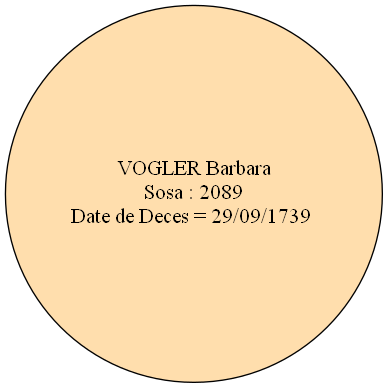 VOGLER Barbara
Sosa : 2089
Date de Deces = 29/09/1739